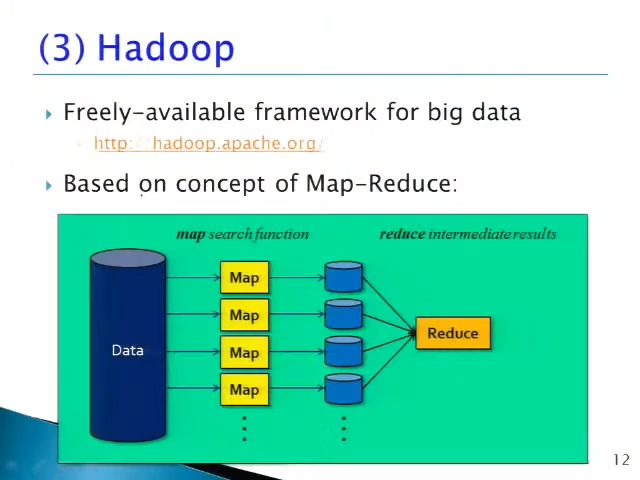 (3) Hadoop
Freely-available framework for big data
http://hadoop.apache.org/
Based on concept of Map-Reduce:
map search function
reduce intermediate results
Data
Map
Map
Map
Map
Reduce
12